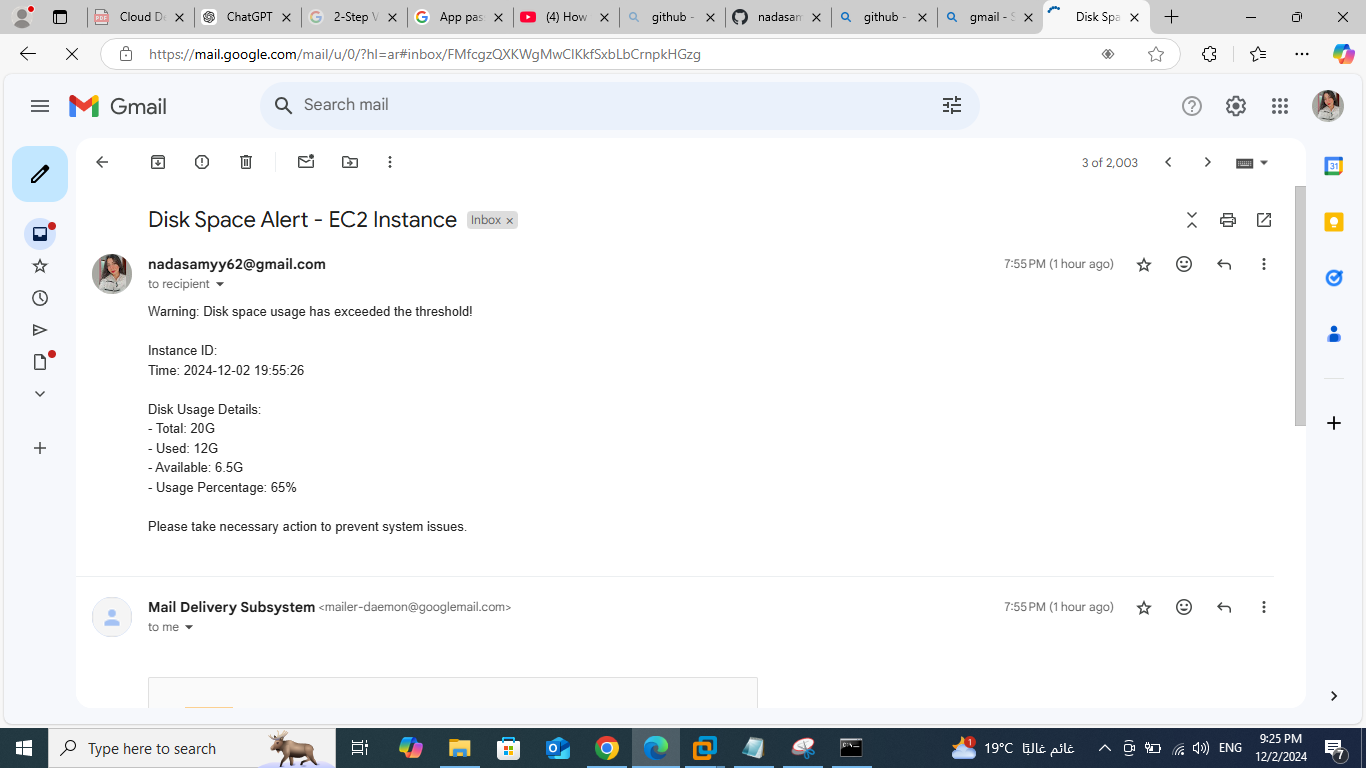 Cloud De
ChatGPT
2-Step V
App pas
(4) How
github -
nadasam
github -
gmail - S
Disk Spa
https://mail.google.com/mail/u/0/?hl=ar#inbox/FMfcgzQXKWgMwClKkfSxbLbCrnpkHGzg
Gmail
Search mail
3 of 2,003
Disk Space Alert - EC2 Instance
Inbox ×
nadasamyy62@gmail.com
7:55 PM (1 hour ago)
to recipient
Warning: Disk space usage has exceeded the threshold!
Instance ID:
Time: 2024-12-02 19:55:26
Disk Usage Details:
- Total: 20G
- Used: 12G
- Available: 6.5G
- Usage Percentage: 65%
Please take necessary action to prevent system issues.
Mail Delivery Subsystem <mailer-daemon@googlemail.com>
7:55 PM (1 hour ago)
to me
Type here to search
19°C غائم غالبًا
ENG
9:25 PM
12/2/2024
7